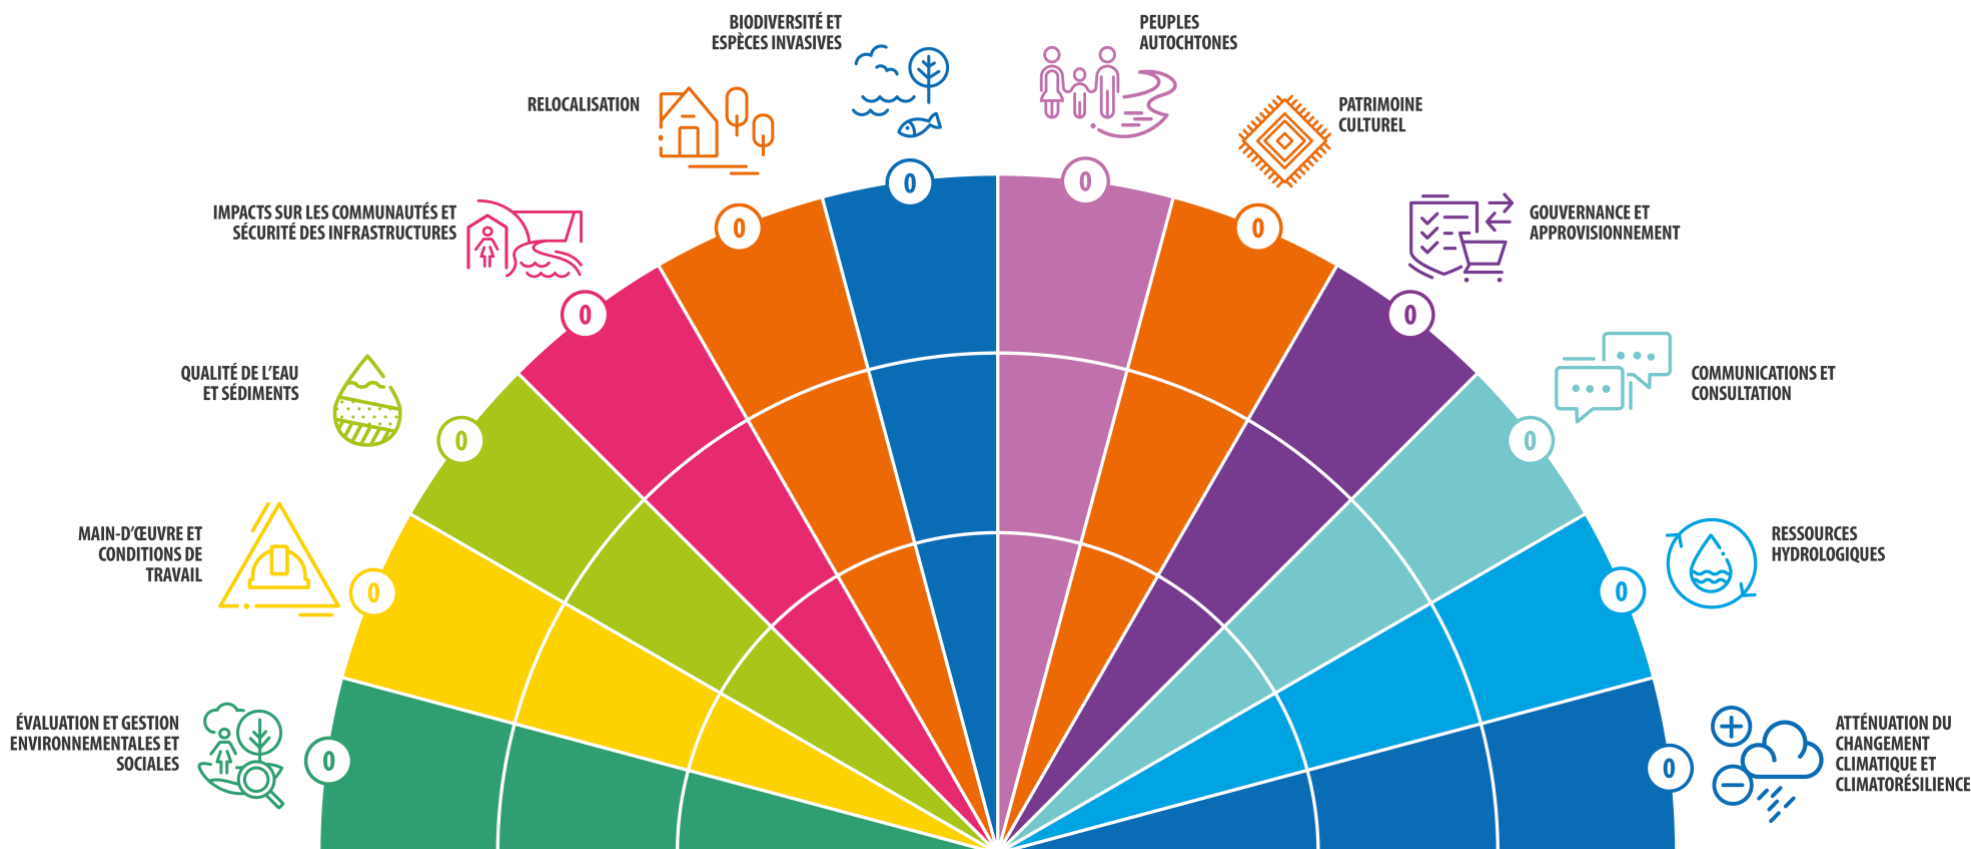 BIODIVERSITÉ ET
ESPÈCES INVASIVES
PEUPLES
AUTOCHTONES
RELOCALISATION
PATRIMOINE
CULTUREL
0
0
IMPACTS SUR LES COMMUNAUTÉS ET
SÉCURITÉ DES INFRASTRUCTURES
0
0
GOUVERNANCE ET
APPROVISIONNEMENT
0
0
QUALITÉ DE L'EAU
ET SÉDIMENTS
COMMUNICATIONS ET
CONSULTATION
0
0
MAIN-D'ŒUVRE ET
CONDITIONS DE
TRAVAIL
0
0
RESSOURCES
HYDROLOGIQUES
ÉVALUATION ET GESTION
ENVIRONNEMENTALES ET
SOCIALES
0
0
ATTÉNUATION DU
CHANGEMENT
CLIMATIQUE ET
CLIMATORÉSILIENCE